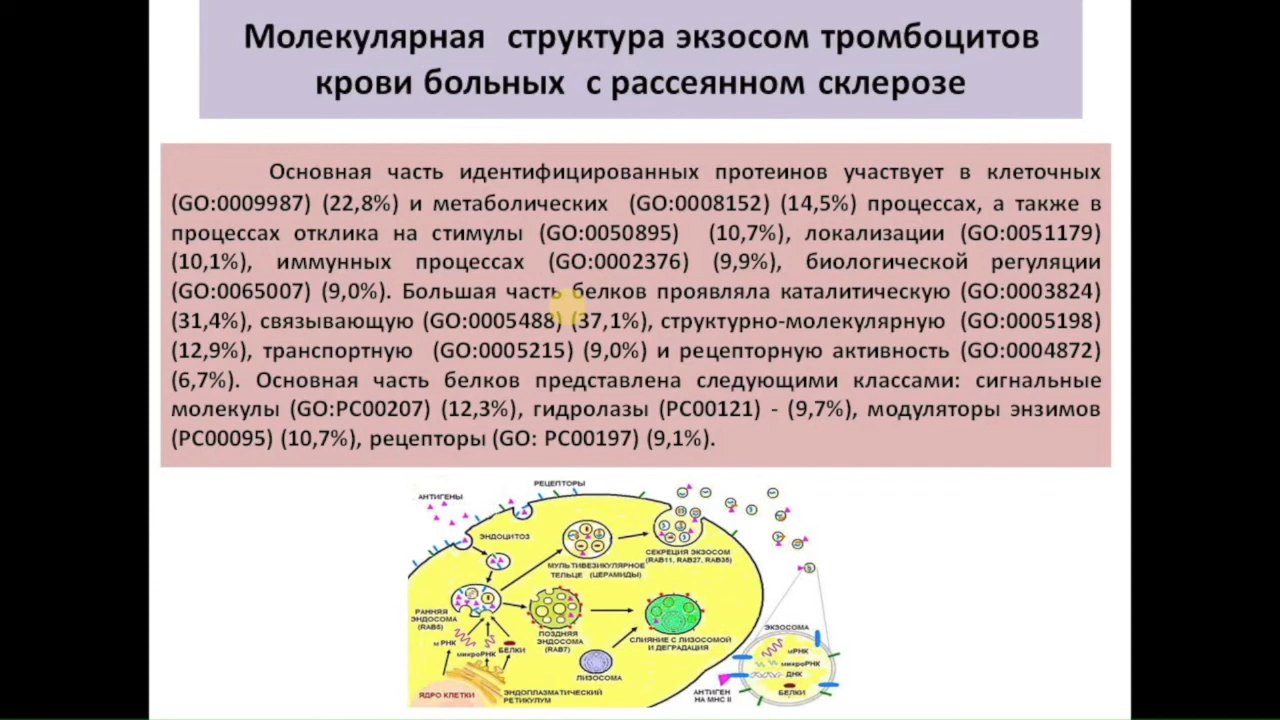 Молекулярная структура экзосом тромбоцитов
крови больных с рассеянном склерозе
Основная часть идентифицированных протеинов участвует в клеточных
(GO:0009987) (22,8%) и метаболических (GO:0008152) (14,5%) процессах, а также в
процессах отклика на стимулы (GO:0050895) (10,7%), локализации (GO:0051179)
(10,1%), иммунных процессах (GO:0002376) (9,9%), биологической регуляции
(GO:0065007) (9,0%). Большая часть белков проявляла каталитическую (GO:0003824)
(31,4%), связывающую (GO:0005488) (37,1%), структурно-молекулярную (GO:0005198)
(12,9%), транспортную (GO:0005215) (9,0%) и рецепторную активность (GO:0004872)
(6,7%). Основная часть белков представлена следующими классами: сигнальные
молекулы (GO:PC00207) (12,3%), гидролазы (PC00121) - (9,7%), модуляторы энзимов
(PC00095) (10,7%), рецепторы (GO: PC00197) (9,1%).
РЕЦЕПТОРЫ
АНТИГЕНЫ
ЭНДОЦИТОЗ
СЕКРЕЦИЯ ЭКЗОСОМ
(RAB11, RAB27, RAB35)
МУЛЬТИВЕЗИКУЛЯРНОЕ
ТЕЛЬЦЕ (ЦЕРАМИДЫ)
РАННЯЯ
ЭНДОСОМА
(RAB5)
ПОЗДНЯЯ
ЭНДОСОМА
(RAB7)
СЛИЯНИЕ С ЛИЗОСОМОЙ
И ДЕГРАДАЦИЯ
мРНК
микроРНК
БЕЛКИ
ЛИЗОСОМА
ЯДРО КЛЕТКИ
ЭНДОПЛАЗМАТИЧЕСКИЙ
РЕТИКУЛУМ
ЭКЗОСОМА
мРНК
микроРНК
ДНК
БЕЛКИ
АНТИГЕН
НА MHC II